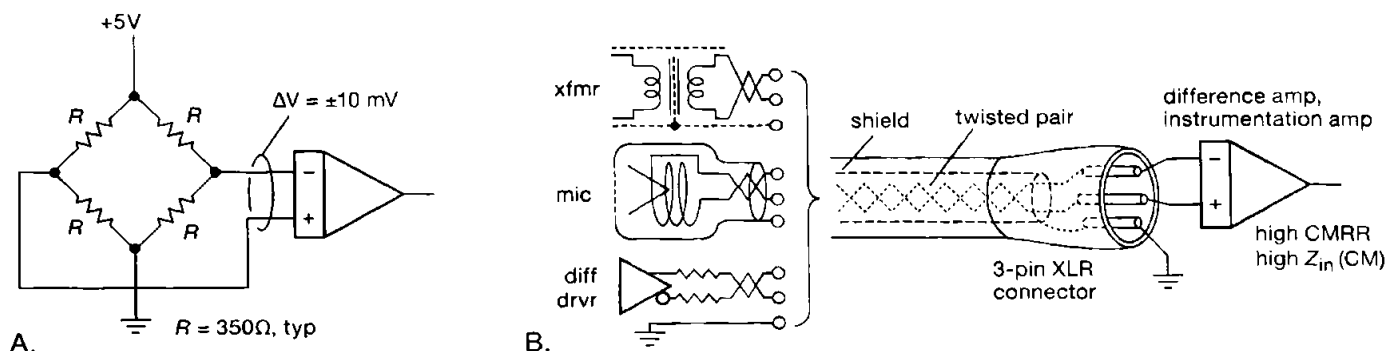 +5V
R
R
R
R
ΔV = ±10 mV
−
+
R = 350Ω, typ
A.
xfmr
mic
diff
drvr
shield
twisted pair
3-pin XLR
connector
difference amp,
instrumentation amp
−
+
high CMRR
high Zin (CM)
B.